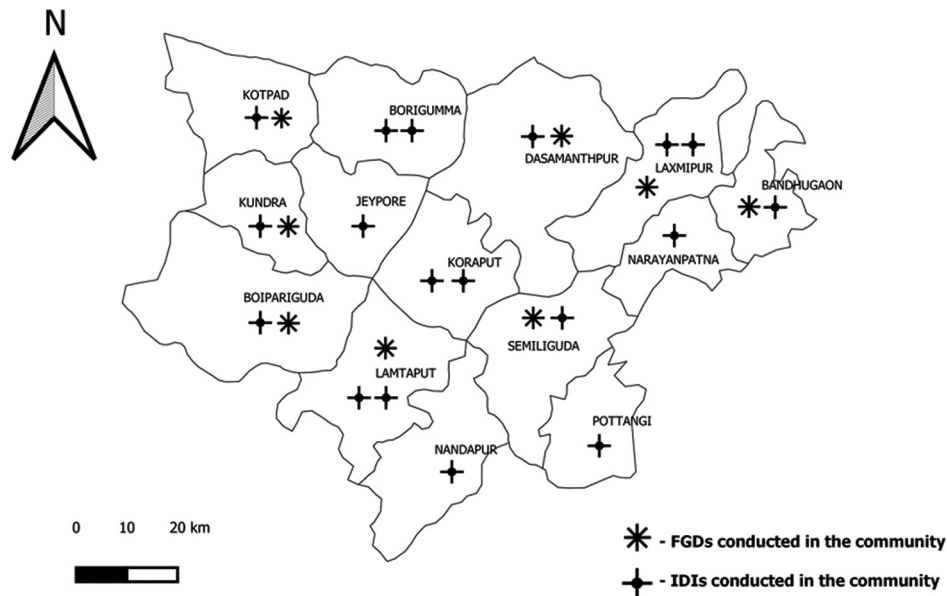 N
KOTPAD
BORIGUMMA
DASAMANTHPUR
LAXMIPUR
BANDHUGAON
KUNDRA
JEYPORE
NARAYANPATNA
KORAPUT
BOIPARIGUDA
SEMILIGUDA
LAMTAPUT
POTTANGI
NANDAPUR
0 10 20 km
- FGDs conducted in the community
- IDIs conducted in the community